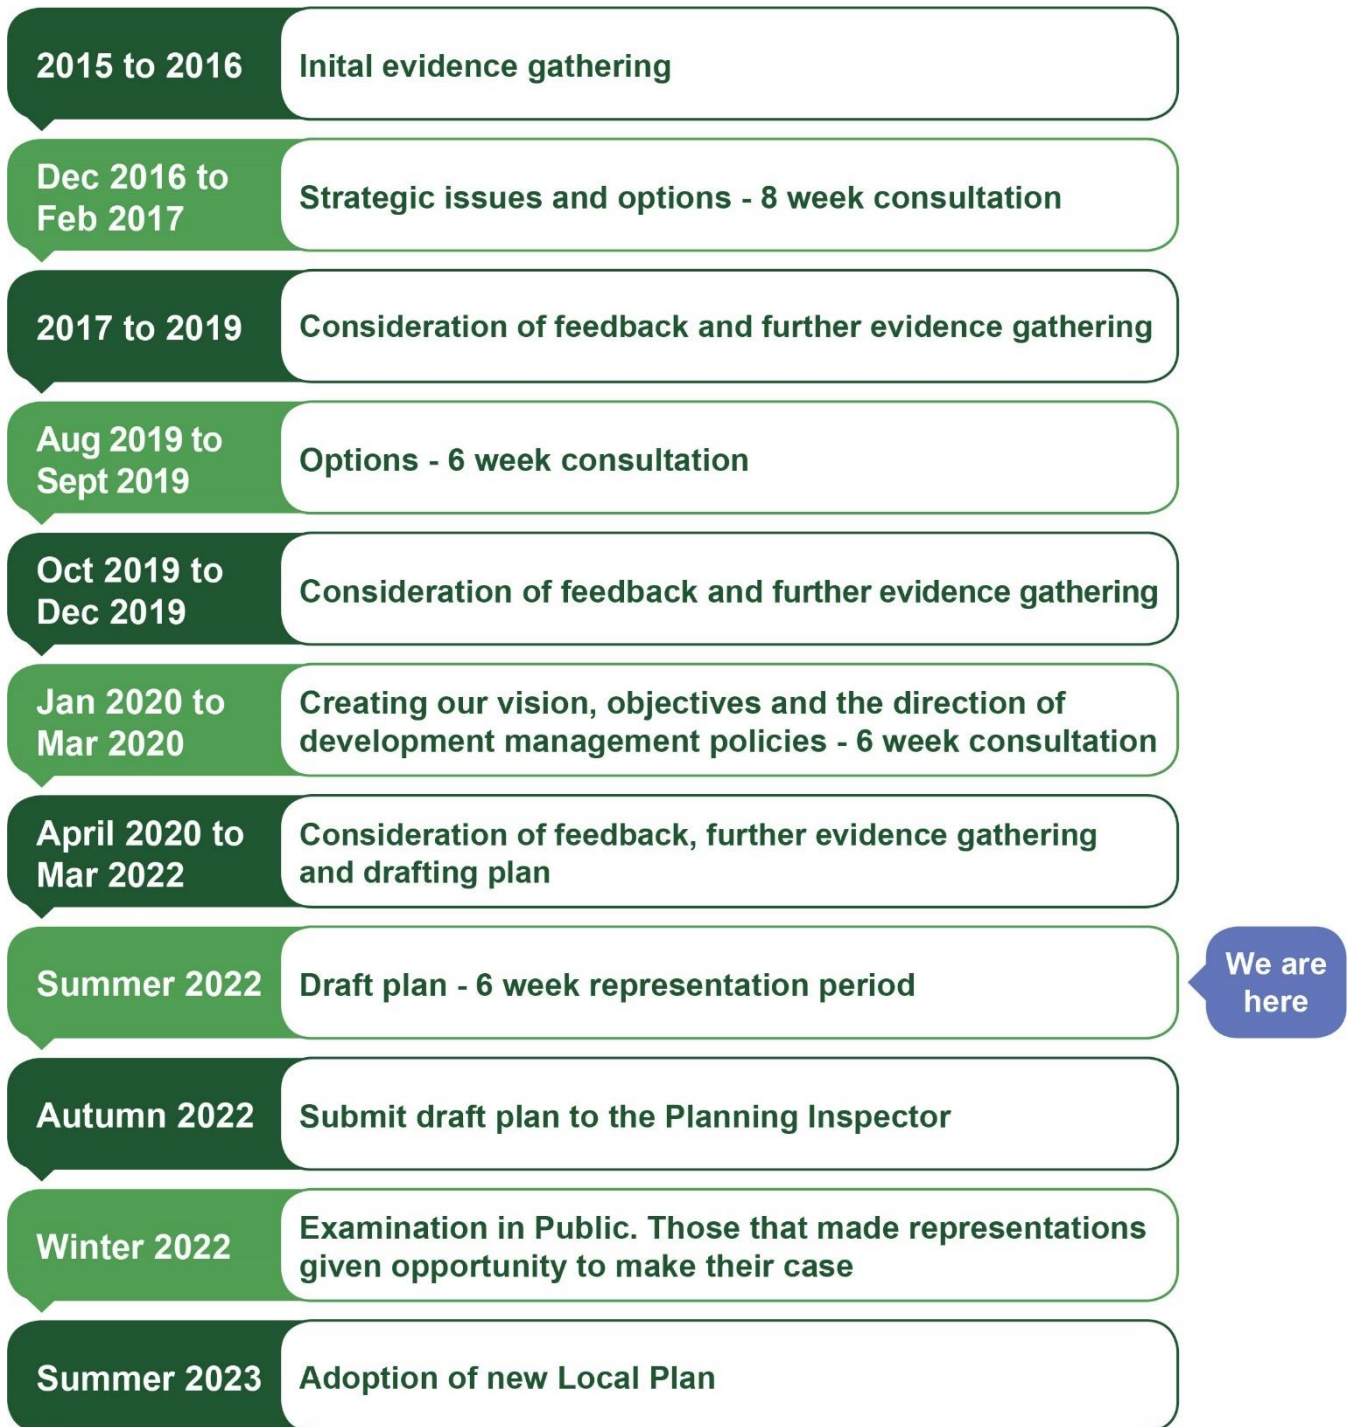 2015 to 2016
Inital evidence gathering
Dec 2016 to
Feb 2017
Strategic issues and options - 8 week consultation
2017 to 2019
Consideration of feedback and further evidence gathering
Aug 2019 to
Sept 2019
Options - 6 week consultation
Oct 2019 to
Dec 2019
Consideration of feedback and further evidence gathering
Jan 2020 to
Mar 2020
Creating our vision, objectives and the direction of
development management policies - 6 week consultation
April 2020 to
Mar 2022
Consideration of feedback, further evidence gathering
and drafting plan
Summer 2022
Draft plan - 6 week representation period
We are
here
Autumn 2022
Submit draft plan to the Planning Inspector
Winter 2022
Examination in Public. Those that made representations
given opportunity to make their case
Summer 2023
Adoption of new Local Plan